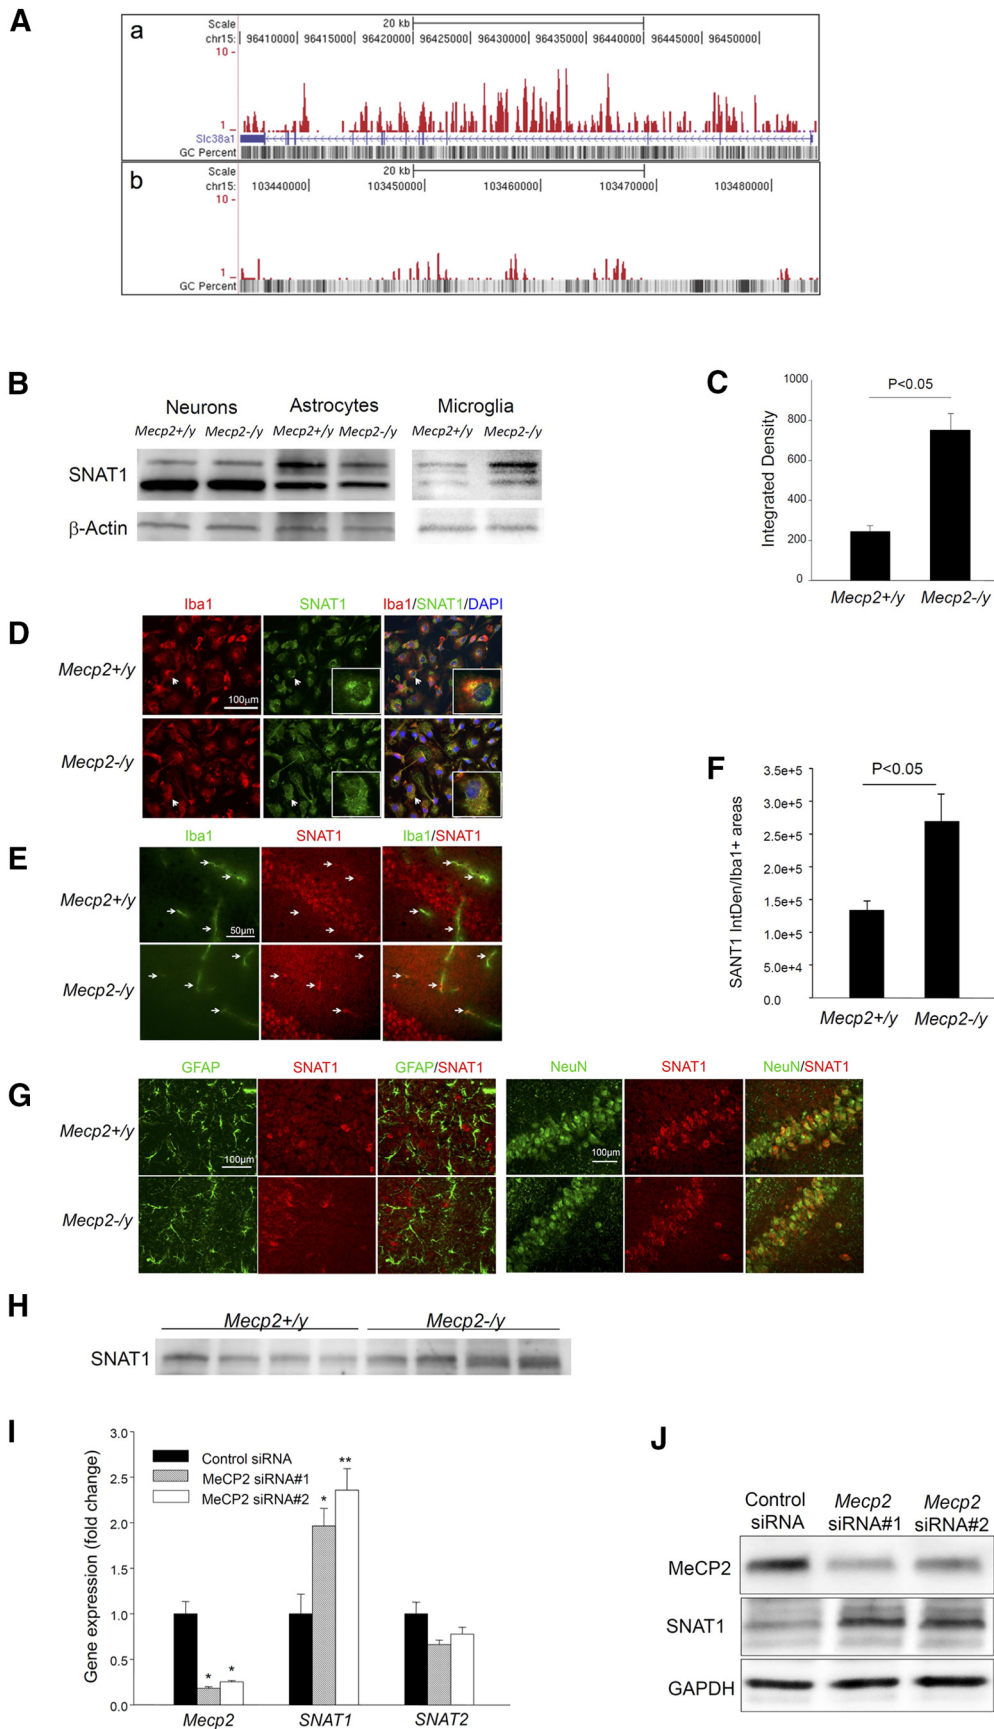 A
a
Scale
20 kb
chr15:
96410000
96415000
96420000
96425000
96430000
96435000
96440000
96445000
96450000
10 -
1 _
Slc38a1
GC Percent
b
Scale
20 kb
chr15:
103440000
103450000
103460000
103470000
103480000
10 -
1 _
GC Percent
B
Neurons Astrocytes Microglia
Mecp2+/y Mecp2-/y Mecp2+/y Mecp2-/y Mecp2+/y Mecp2-/y
SNAT1
β-Actin
C
1000
800
600
400
200
0
Integrated Density
P<0.05
Mecp2+/y Mecp2-/y
D
Iba1 SNAT1 Iba1/SNAT1/DAPI
Mecp2+/y
100μm
Mecp2-/y
E
Iba1 SNAT1 Iba1/SNAT1
Mecp2+/y
50μm
Mecp2-/y
F
3.5e+5
3.0e+5
2.5e+5
2.0e+5
1.5e+5
1.0e+5
5.0e+4
0.0
SANT1 IntDen/Iba1+ areas
P<0.05
Mecp2+/y Mecp2-/y
G
GFAP SNAT1 GFAP/SNAT1 NeuN SNAT1 NeuN/SNAT1
Mecp2+/y
100μm
100μm
Mecp2-/y
H
Mecp2+/y Mecp2-/y
SNAT1
I
3.0
2.5
2.0
1.5
1.0
0.5
0.0
Gene expression (fold change)
Control siRNA
MeCP2 siRNA#1
MeCP2 siRNA#2
* *
* **
Mecp2 SNAT1 SNAT2
J
Control siRNA
Mecp2 siRNA#1
Mecp2 siRNA#2
MeCP2
SNAT1
GAPDH